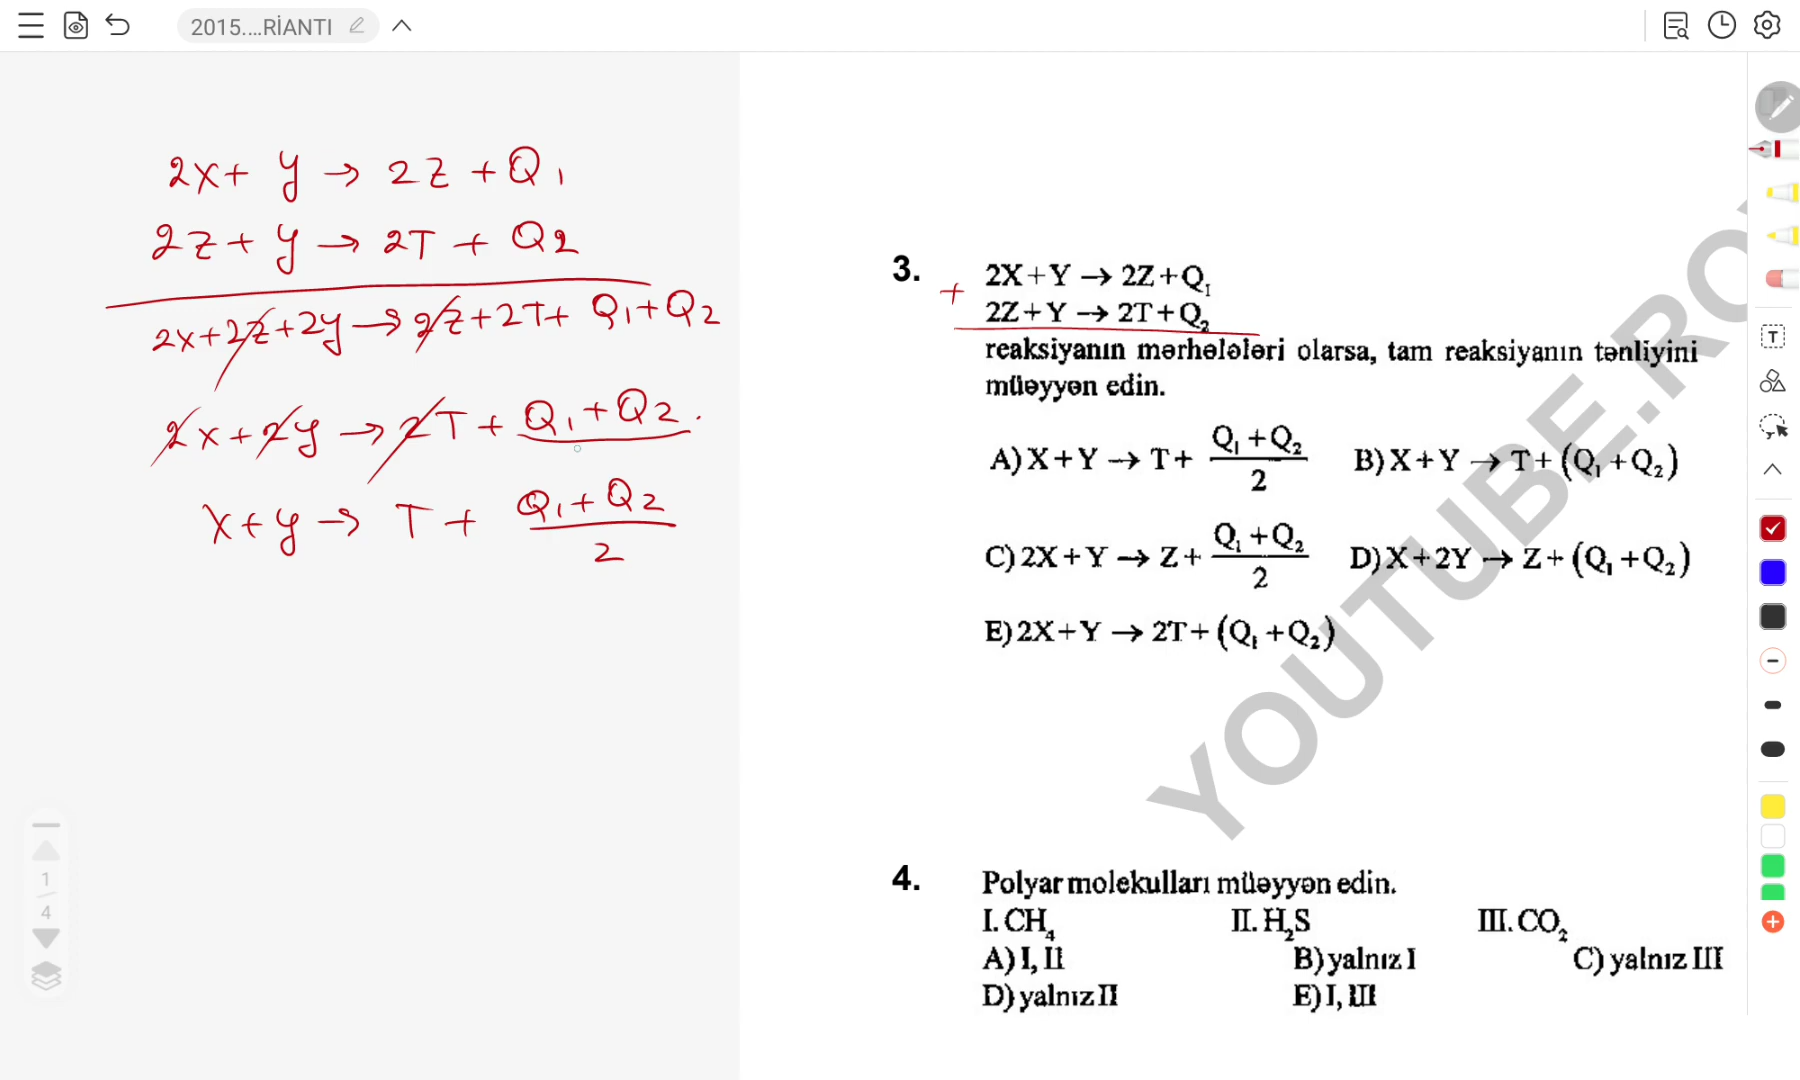 2015....RİANTI
2x + y → 2z + Q1
2z + y → 2T + Q2
2x + 2z + 2y → 2z + 2T + Q1 + Q2
2x + 2y → 2T + Q1 + Q2
x + y → T + Q1 + Q2
2
1
4
3. 2X + Y → 2Z + Q1
+
2Z + Y → 2T + Q2
reaksiyanın mərhələləri olarsa, tam reaksiyanın tənliyini
müəyyən edin.
A) X + Y → T + Q1 + Q2 / 2 B) X + Y → T + (Q1 + Q2)
C) 2X + Y → Z + Q1 + Q2 / 2 D) X + 2Y → Z + (Q1 + Q2)
E) 2X + Y → 2T + (Q1 + Q2)
4. Polyar molekulları müəyyən edin.
I. CH4 II. H2S III. CO2
A) I, II B) yalnız I C) yalnız III
D) yalnız II E) I, III
YOUTUBE.RO